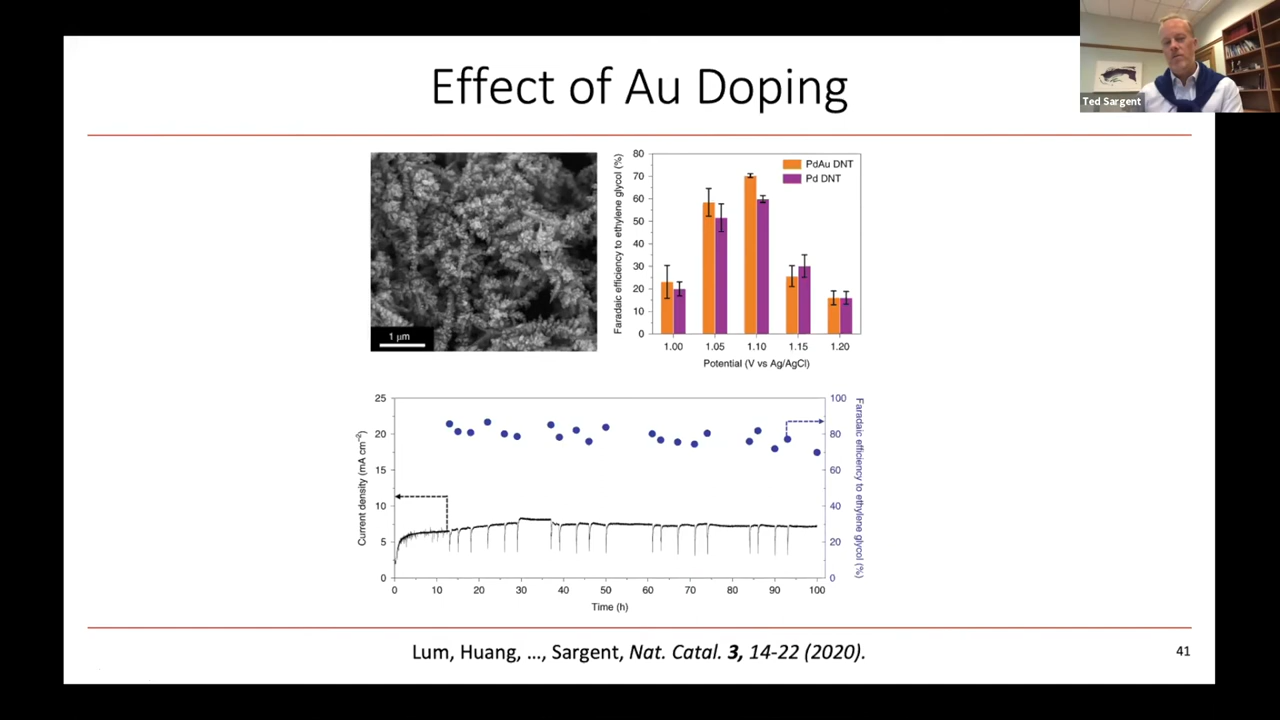 Effect of Au Doping
Ted Sargent
1 μm
Faradaic efficiency to ethylene glycol (%)
80
70
60
50
40
30
20
10
0
PdAu DNT
Pd DNT
1.00 1.05 1.10 1.15 1.20
Potential (V vs Ag/AgCl)
Current density (mA cm⁻²)
25
20
15
10
5
0
100
80
60
40
20
0
Faradaic efficiency to ethylene glycol (%)
0 10 20 30 40 50 60 70 80 90 100
Time (h)
Lum, Huang, ..., Sargent, Nat. Catal. 3, 14-22 (2020).
41